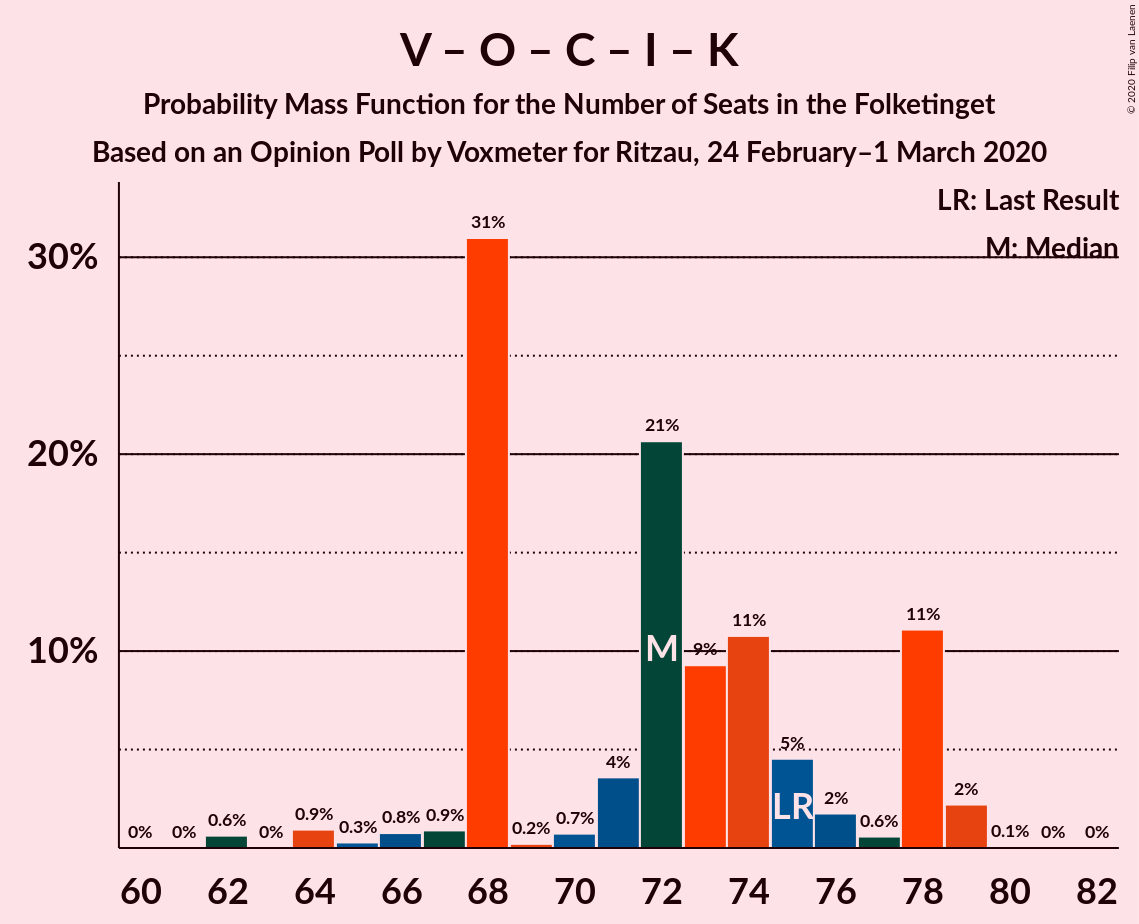 V – O – C – I – K
Probability Mass Function for the Number of Seats in the Folketinget
Based on an Opinion Poll by Voxmeter for Ritzau, 24 February–1 March 2020
© 2020 Filip van Laenen
LR: Last Result
M: Median
30%
20%
10%
0% 0% 0.6% 0% 0.9% 0.3% 0.8% 0.9% 31% 0.2% 0.7% 4% 21% 9% 11% 5% 2% 0.6% 11% 2% 0.1% 0% 0%
M
LR
60 62 64 66 68 70 72 74 76 78 80 82